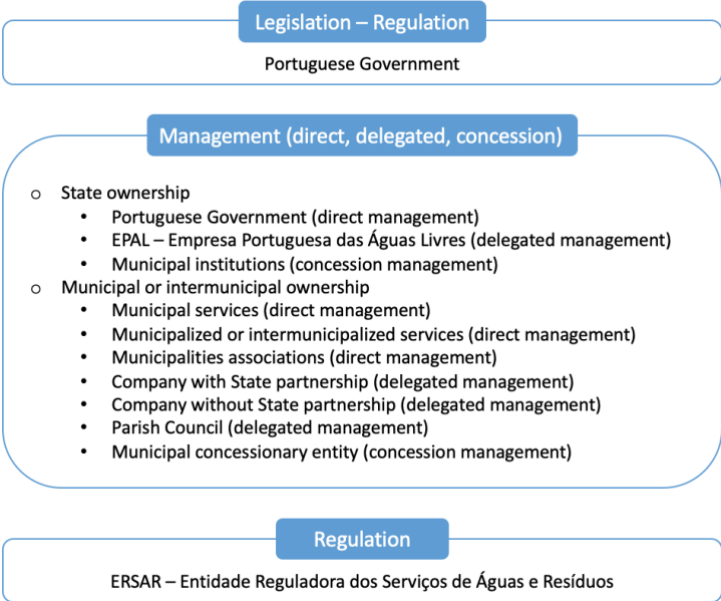 Legislation – Regulation
Portuguese Government
Management (direct, delegated, concession)
o State ownership
• Portuguese Government (direct management)
• EPAL – Empresa Portuguesa das Águas Livres (delegated management)
• Municipal institutions (concession management)
o Municipal or intermunicipal ownership
• Municipal services (direct management)
• Municipalized or intermunicipalized services (direct management)
• Municipalities associations (direct management)
• Company with State partnership (delegated management)
• Company without State partnership (delegated management)
• Parish Council (delegated management)
• Municipal concessionary entity (concession management)
Regulation
ERSAR – Entidade Reguladora dos Serviços de Águas e Resíduos